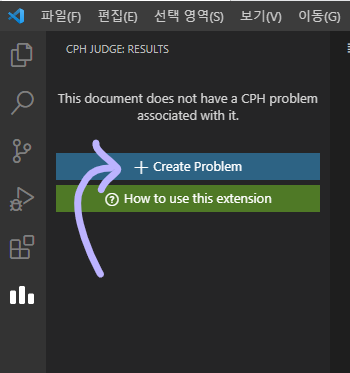 파일(F) 편집(E) 선택 영역(S) 보기(V) 이동(G)
CPH JUDGE: RESULTS
This document does not have a CPH problem
associated with it.
Create Problem
How to use this extension